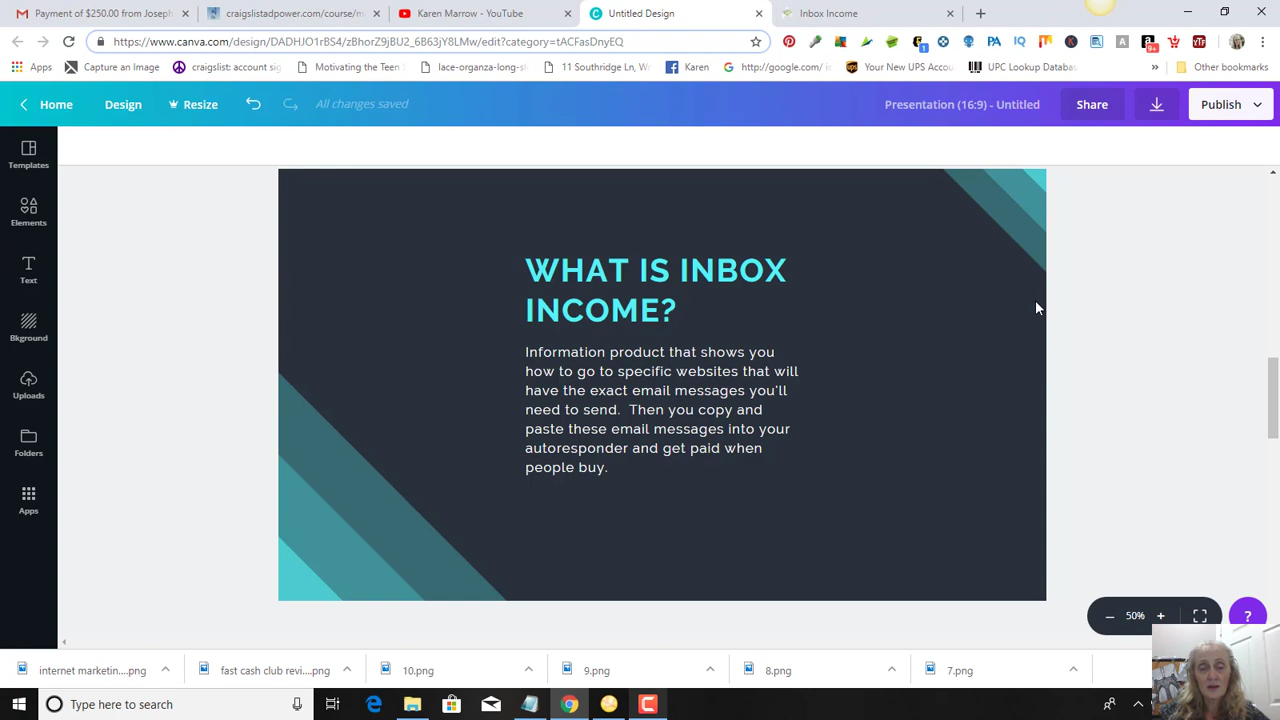 Payment of $250.00 from Joseph
craigslistadpower.com/course/m
Karen Marrow - YouTube
Untitled Design
Inbox Income
https://www.canva.com/design/DADHJO1rBS4/zBhorZ9jBU2_6B63jY8LMw/edit?category=tACFasDnyEQ
Apps
Capture an Image
craigslist: account sig
Motivating the Teen
lace-organza-long-sl
11 Southridge Ln, W
Karen
http://google.com/
Your New UPS Accou
UPC Lookup Databas
»
Other bookmarks
Home
Design
Resize
All changes saved
Presentation (16:9) - Untitled
Share
Publish
Templates
Elements
Text
Bkground
Uploads
Folders
Apps
WHAT IS INBOX
INCOME?
Information product that shows you
how to go to specific websites that will
have the exact email messages you'll
need to send. Then you copy and
paste these email messages into your
autoresponder and get paid when
people buy.
– 50% +
?
internet marketin....png
fast cash club revi....png
10.png
9.png
8.png
7.png
Type here to search